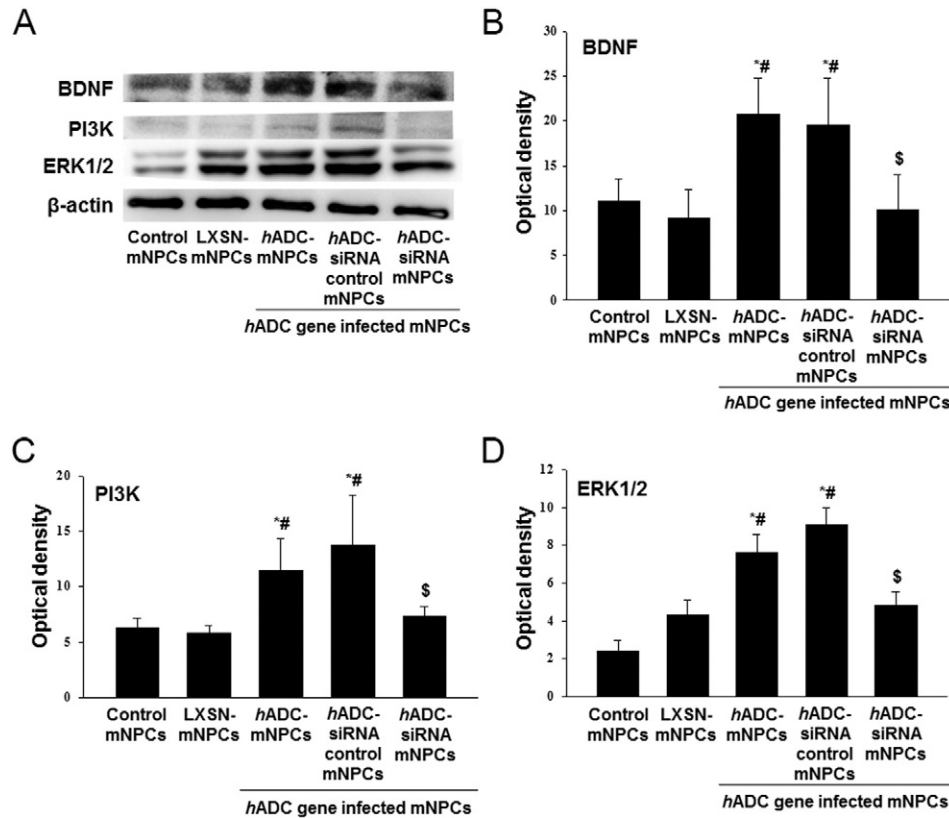 A
BDNF
PI3K
ERK1/2
β-actin
Control LXSN- hADC- hADC- hADC-
mNPCs mNPCs mNPCs siRNA siRNA
control mNPCs
mNPCs
hADC gene infected mNPCs
B
BDNF
Optical density
30
25
20
15
10
5
0
*#
*#
$
Control LXSN- hADC- hADC- hADC-
mNPCs mNPCs mNPCs siRNA siRNA
control mNPCs
mNPCs
hADC gene infected mNPCs
C
PI3K
Optical density
20
15
10
5
0
*#
*#
$
Control LXSN- hADC- hADC- hADC-
mNPCs mNPCs mNPCs siRNA siRNA
control mNPCs
mNPCs
hADC gene infected mNPCs
D
ERK1/2
Optical density
12
10
8
6
4
2
0
*#
*#
$
Control LXSN- hADC- hADC- hADC-
mNPCs mNPCs mNPCs siRNA siRNA
control mNPCs
mNPCs
hADC gene infected mNPCs